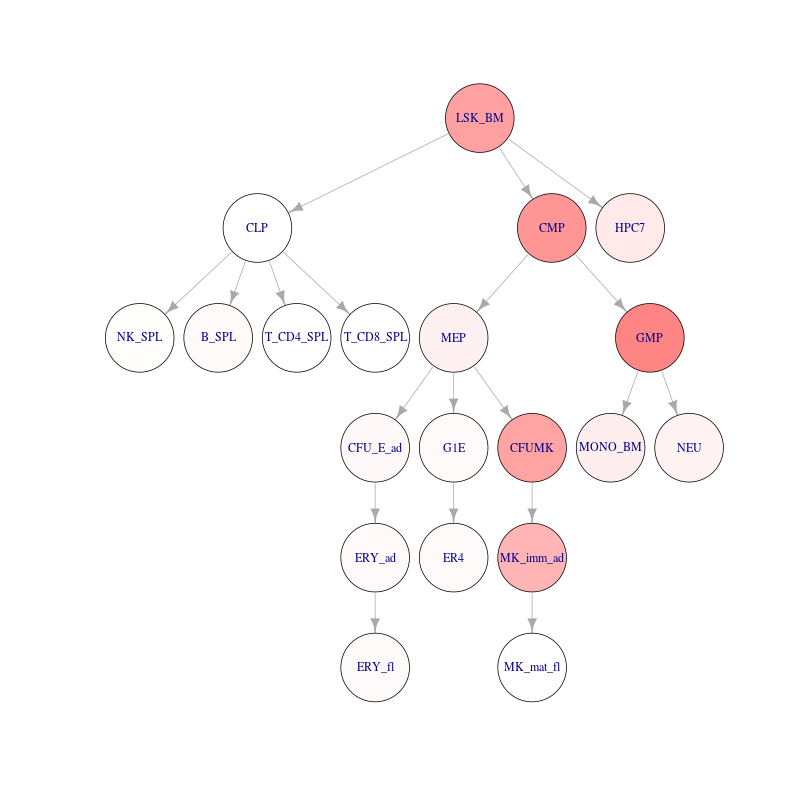 LSK_BM
CLP
CMP
HPC7
NK_SPL
B_SPL
T_CD4_SPL
T_CD8_SPL
MEP
GMP
CFU_E_ad
G1E
CFUMK
MONO_BM
NEU
ERY_ad
ER4
MK_imm_ad
ERY_fl
MK_mat_fl